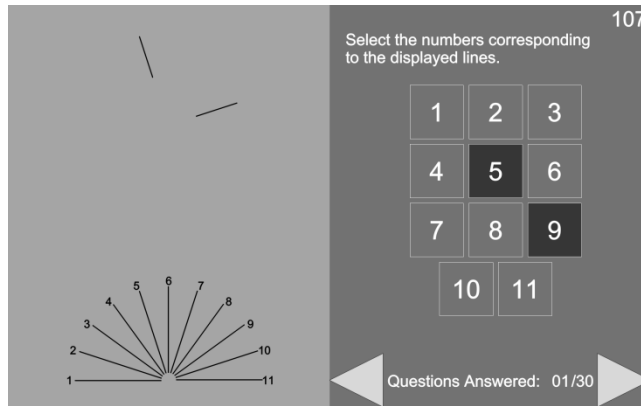 107
Select the numbers corresponding
to the displayed lines.
1 2 3
4 5 6
7 8 9
10 11
6
5 7
4 8
3 9
2 10
1 11
Questions Answered: 01/30